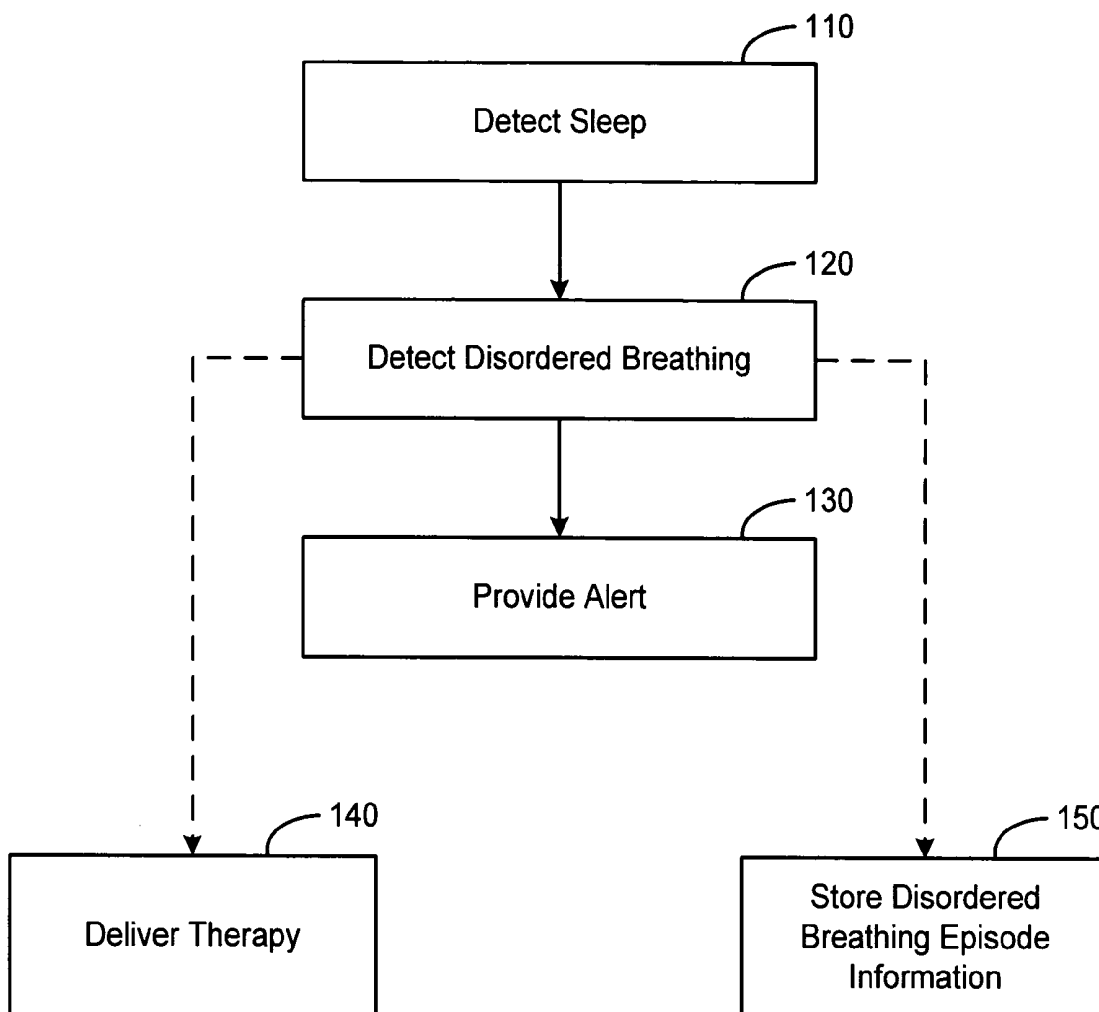 110
Detect Sleep
120
Detect Disordered Breathing
130
Provide Alert
140
Deliver Therapy
150
Store Disordered
Breathing Episode
Information